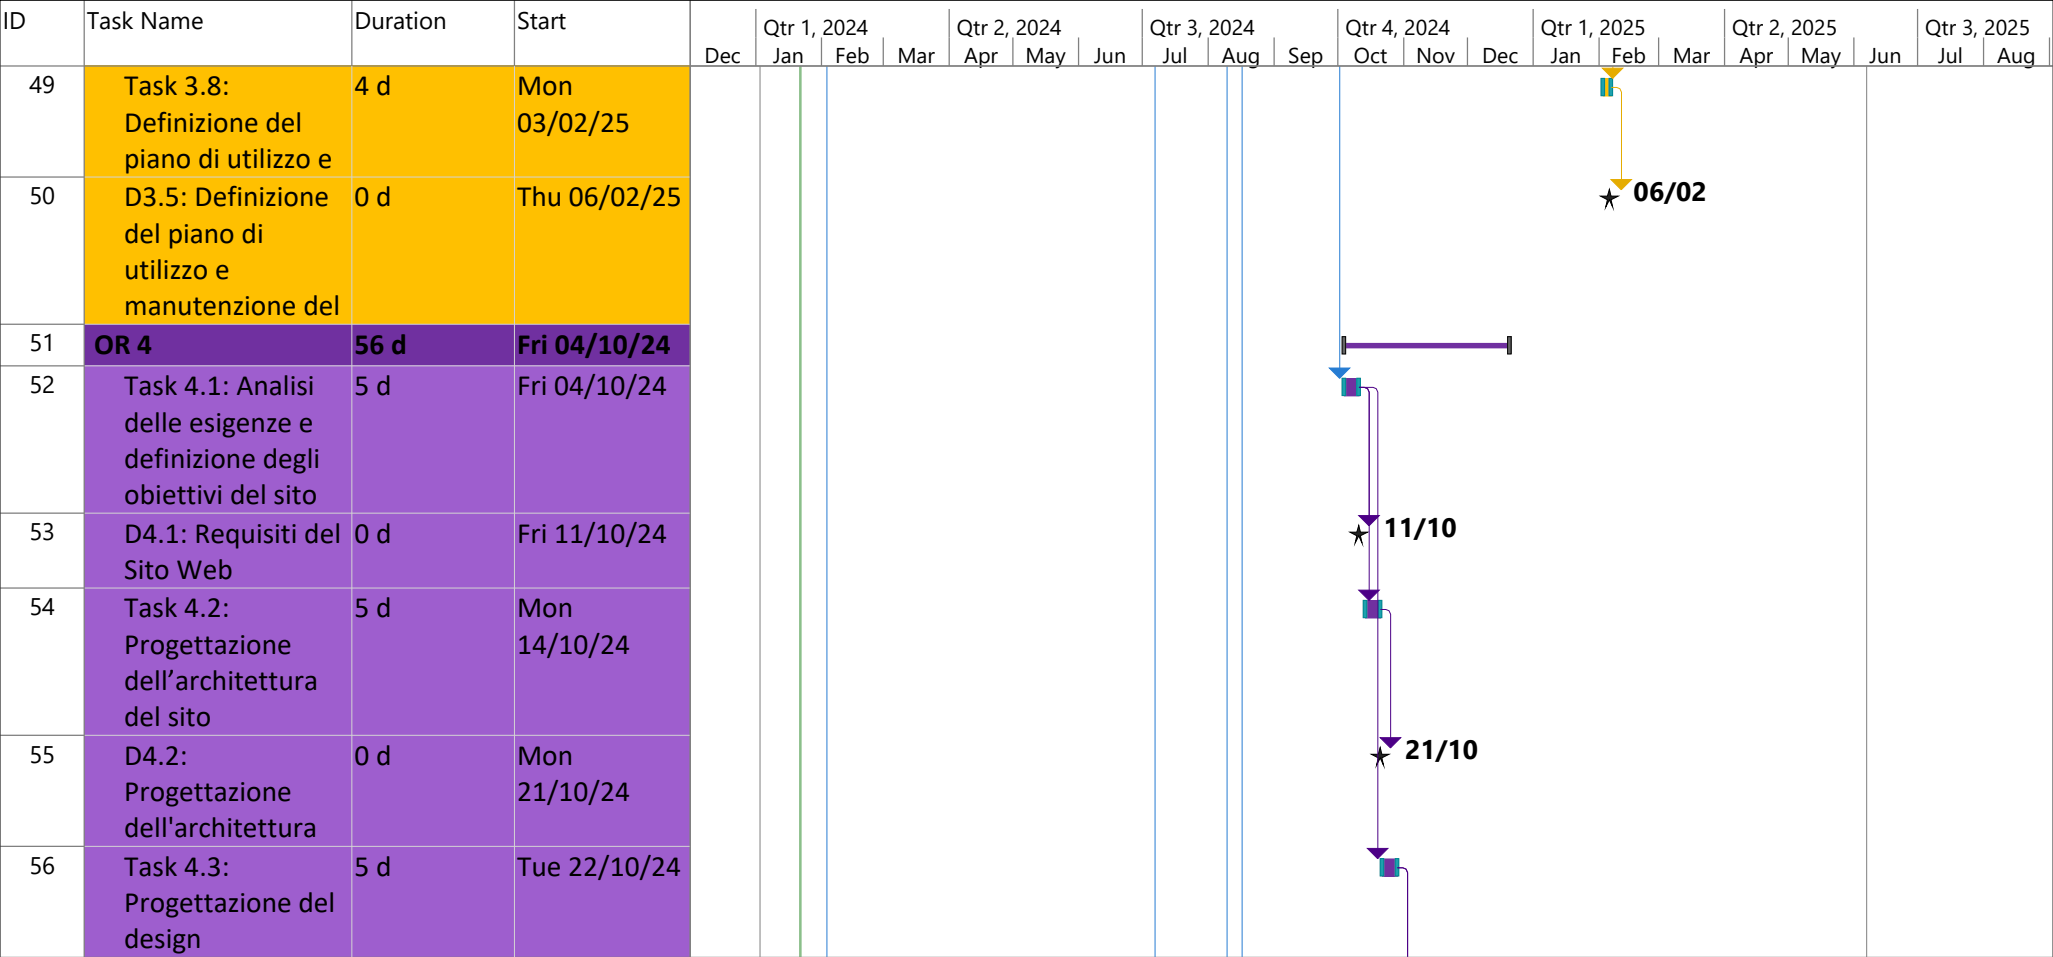 ID Task Name Duration Start
Qtr 1, 2024 Qtr 2, 2024 Qtr 3, 2024 Qtr 4, 2024 Qtr 1, 2025 Qtr 2, 2025 Qtr 3, 2025
Dec Jan Feb Mar Apr May Jun Jul Aug Sep Oct Nov Dec Jan Feb Mar Apr May Jun Jul Aug
49 Task 3.8: 4 d Mon
Definizione del 03/02/25
piano di utilizzo e
50 D3.5: Definizione 0 d Thu 06/02/25 06/02
del piano di
utilizzo e
manutenzione del
51 OR 4 56 d Fri 04/10/24
52 Task 4.1: Analisi 5 d Fri 04/10/24
delle esigenze e
definizione degli
obiettivi del sito
53 D4.1: Requisiti del 0 d Fri 11/10/24 11/10
Sito Web
54 Task 4.2: 5 d Mon
Progettazione 14/10/24
dell’architettura
del sito
55 D4.2: 0 d Mon 21/10
Progettazione 21/10/24
dell'architettura
56 Task 4.3: 5 d Tue 22/10/24
Progettazione del
design